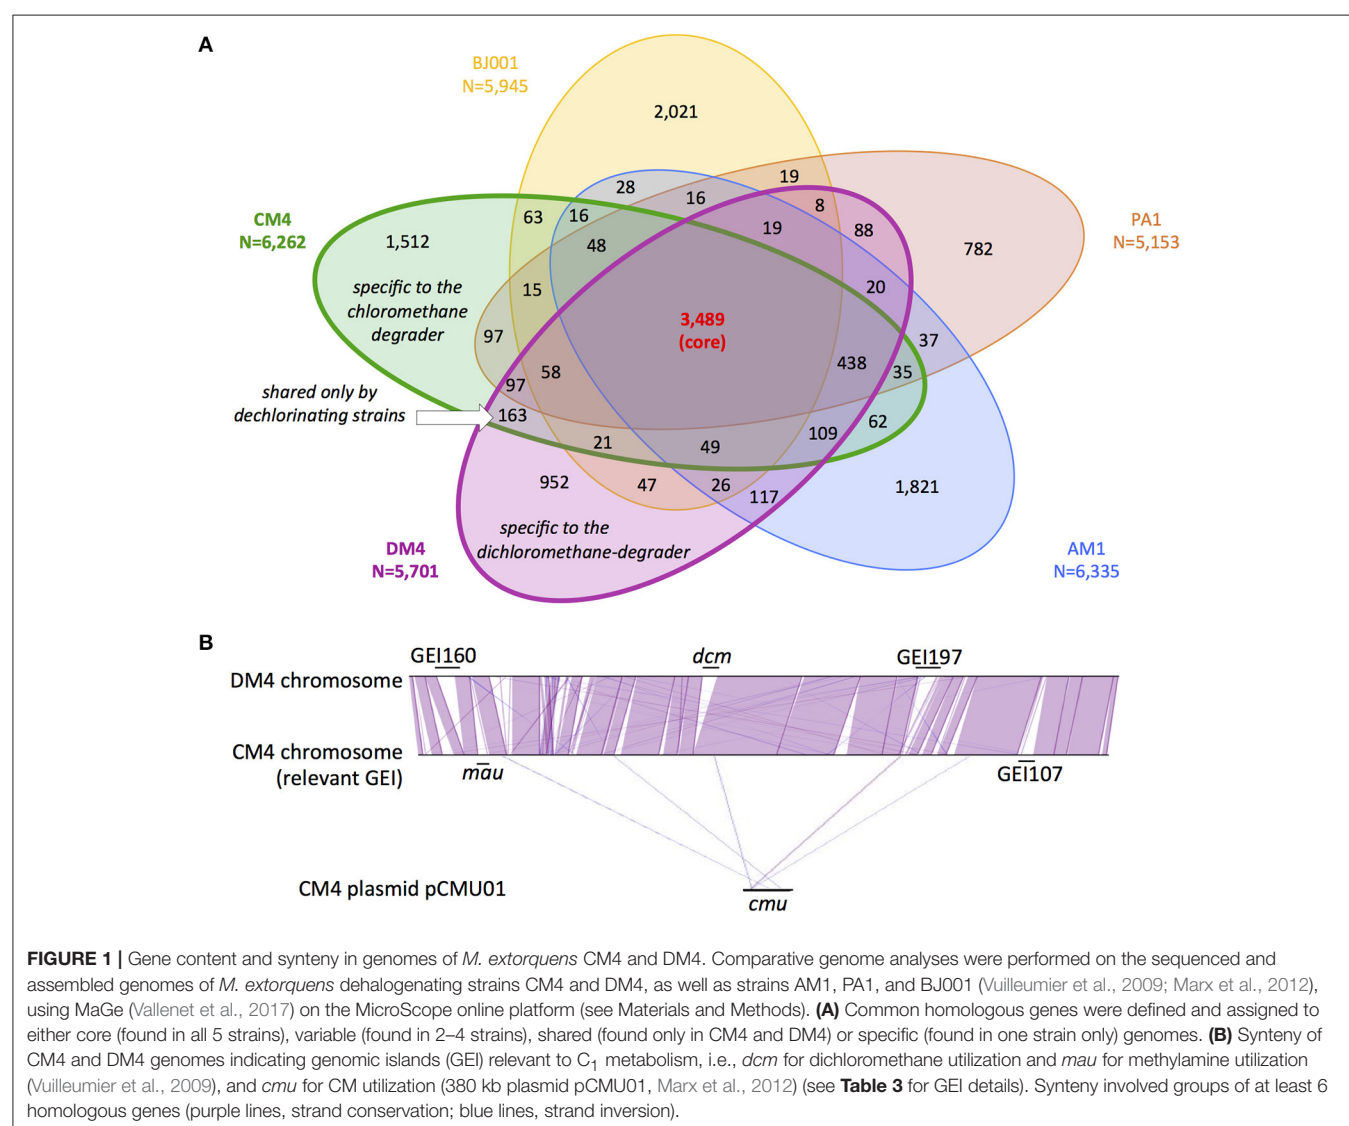 A
BJ001
N=5,945
2,021
PA1
N=5,153
CM4
N=6,262
28
19
16
8
63
16
19
88
1,512
48
782
specific to the
chloromethane
degrader
15
20
3,489
(core)
97
37
438
35
58
97
shared only by
dechlorinating strains
163
62
109
21
49
952
47
26
117
1,821
specific to the
dichloromethane-degrader
DM4
N=5,701
AM1
N=6,335
B
GEI160
dcm
GEI197
DM4 chromosome
CM4 chromosome
(relevant GEI)
mau
GEI107
CM4 plasmid pCMU01
cmu
FIGURE 1 | Gene content and synteny in genomes of M. extorquens CM4 and DM4. Comparative genome analyses were performed on the sequenced and
assembled genomes of M. extorquens dehalogenating strains CM4 and DM4, as well as strains AM1, PA1, and BJ001 (Vuilleumier et al., 2009; Marx et al., 2012),
using MaGe (Vallenet et al., 2017) on the MicroScope online platform (see Materials and Methods). (A) Common homologous genes were defined and assigned to
either core (found in all 5 strains), variable (found in 2–4 strains), shared (found only in CM4 and DM4) or specific (found in one strain only) genomes. (B) Synteny of
CM4 and DM4 genomes indicating genomic islands (GEI) relevant to C₁ metabolism, i.e., dcm for dichloromethane utilization and mau for methylamine utilization
(Vuilleumier et al., 2009), and cmu for CM utilization (380 kb plasmid pCMU01, Marx et al., 2012) (see Table 3 for GEI details). Synteny involved groups of at least 6
homologous genes (purple lines, strand conservation; blue lines, strand inversion).